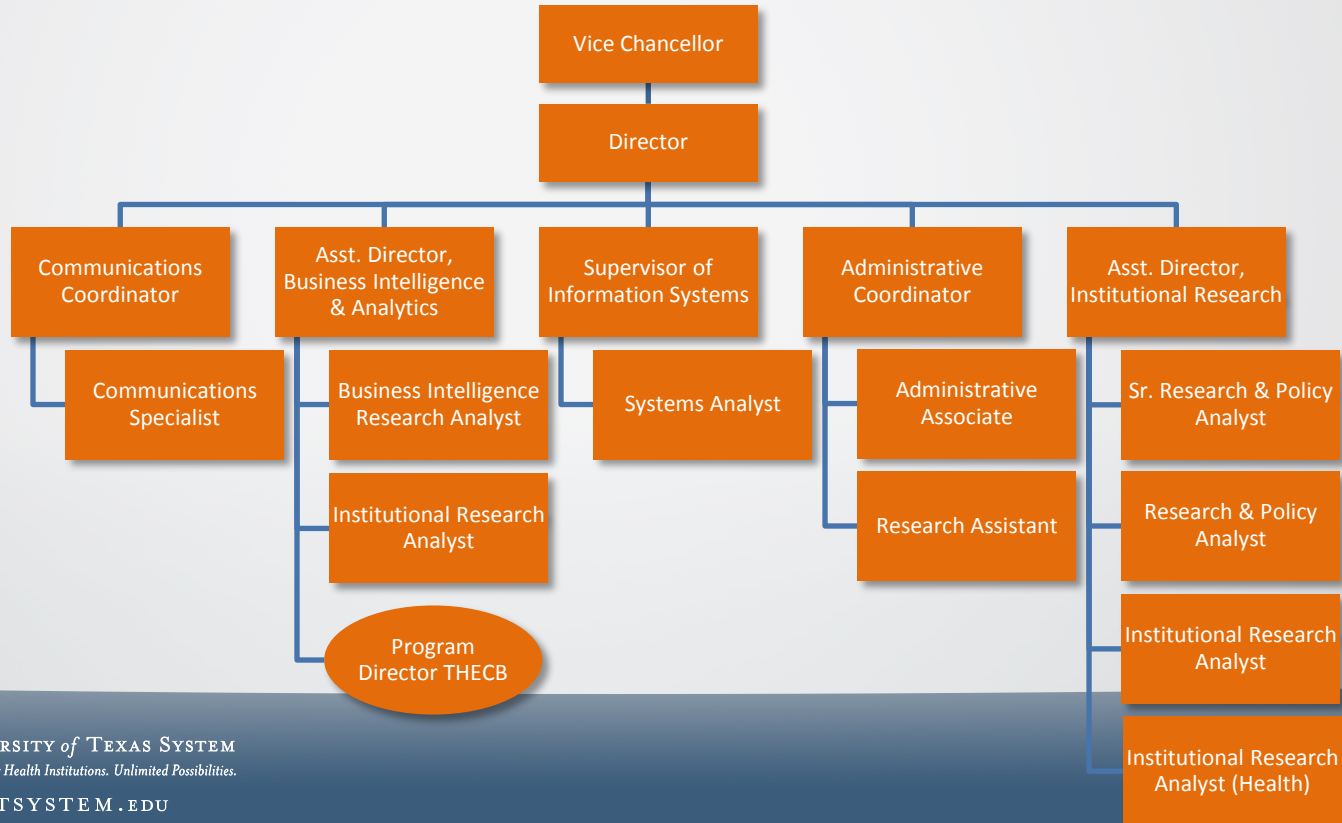 Vice Chancellor
Director
Communications
Coordinator
Asst. Director,
Business Intelligence
& Analytics
Supervisor of
Information Systems
Administrative
Coordinator
Asst. Director,
Institutional Research
Communications
Specialist
Business Intelligence
Research Analyst
Systems Analyst
Administrative
Associate
Sr. Research & Policy
Analyst
Institutional Research
Analyst
Research Assistant
Research & Policy
Analyst
Program
Director THECB
Institutional Research
Analyst
Institutional Research
Analyst (Health)
RSITY of TEXAS SYSTEM
Health Institutions. Unlimited Possibilities.
TSYSTEM.EDU